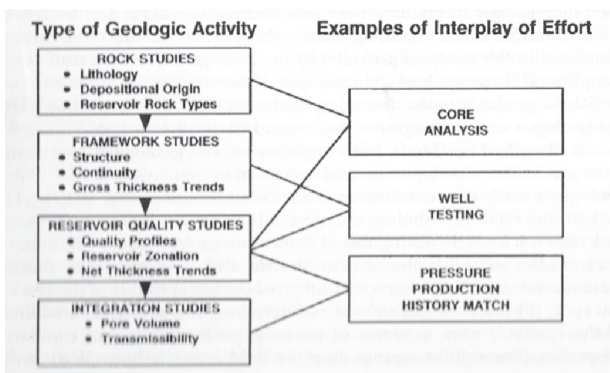 Type of Geologic Activity
Examples of Interplay of Effort
ROCK STUDIES
• Lithology
• Depositional Origin
• Reservoir Rock Types
FRAMEWORK STUDIES
• Structure
• Continuity
• Gross Thickness Trends
RESERVOIR QUALITY STUDIES
• Quality Profiles
• Reservoir Zonation
• Net Thickness Trends
INTEGRATION STUDIES
• Pore Volume
• Transmissibility
CORE
ANALYSIS
WELL
TESTING
PRESSURE
PRODUCTION
HISTORY MATCH